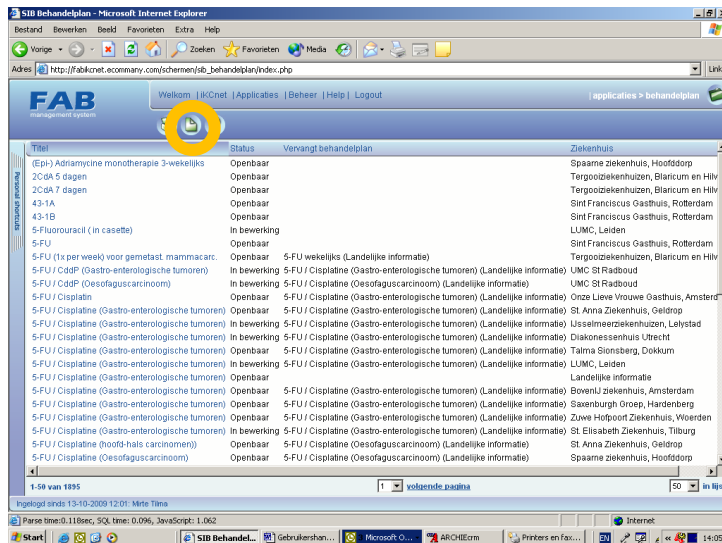 SIB Behandelplan - Microsoft Internet Explorer
Bestand Bewerken Beeld Favorieten Extra Help
Vorige Zoeken Favorieten Media
Adres http://fabikcnet.ecommany.com/schermen/sib_behandelplan/index.php Link
FAB
management system
Welkom | iKCnet | Applicaties | Beheer | Help | Logout
| applicaties > behandelplan
Personal shortcuts
Titel Status Vervangt behandelplan Ziekenhuis
(Epi-) Adriamycine monotherapie 3-wekelijks Openbaar Spaarne ziekenhuis, Hoofddorp
2CdA 5 dagen Openbaar Tergooiziekenhuizen, Blaricum en Hilv
2CdA 7 dagen Openbaar Tergooiziekenhuizen, Blaricum en Hilv
43-1A Openbaar Sint Franciscus Gasthuis, Rotterdam
43-1B Openbaar Sint Franciscus Gasthuis, Rotterdam
5-Fluorouracil ( in casette) In bewerking LUMC, Leiden
5-FU Openbaar Sint Franciscus Gasthuis, Rotterdam
5-FU (1x per week) voor gemetast. mammacarc. Openbaar 5-FU wekelijks (Landelijke informatie) Tergooiziekenhuizen, Blaricum en Hilv
5-FU / CddP (Gastro-enterologische tumoren) In bewerking 5-FU / Cisplatine (Gastro-enterologische tumoren) (Landelijke informatie) UMC St Radboud
5-FU / CddP (Oesofaguscarcinoom) Openbaar 5-FU / Cisplatine (Oesofaguscarcinoom) (Landelijke informatie) UMC St Radboud
5-FU / Cisplatin Openbaar 5-FU / Cisplatine (Gastro-enterologische tumoren) (Landelijke informatie) Onze Lieve Vrouwe Gasthuis, Amsterd
5-FU / Cisplatine (Gastro-enterologische tumoren) Openbaar 5-FU / Cisplatine (Gastro-enterologische tumoren) (Landelijke informatie) St. Anna Ziekenhuis, Geldrop
5-FU / Cisplatine (Gastro-enterologische tumoren) In bewerking 5-FU / Cisplatine (Gastro-enterologische tumoren) (Landelijke informatie) IJsselmeerziekenhuizen, Lelystad
5-FU / Cisplatine (Gastro-enterologische tumoren) In bewerking 5-FU / Cisplatine (Gastro-enterologische tumoren) (Landelijke informatie) Diakonessenhuis Utrecht
5-FU / Cisplatine (Gastro-enterologische tumoren) Openbaar 5-FU / Cisplatine (Gastro-enterologische tumoren) (Landelijke informatie) Talma Sionsberg, Dokkum
5-FU / Cisplatine (Gastro-enterologische tumoren) In bewerking 5-FU / Cisplatine (Gastro-enterologische tumoren) (Landelijke informatie) LUMC, Leiden
5-FU / Cisplatine (Gastro-enterologische tumoren) Openbaar Landelijke informatie
5-FU / Cisplatine (Gastro-enterologische tumoren) Openbaar 5-FU / Cisplatine (Gastro-enterologische tumoren) (Landelijke informatie) BovenIJ ziekenhuis, Amsterdam
5-FU / Cisplatine (Gastro-enterologische tumoren) Openbaar 5-FU / Cisplatine (Gastro-enterologische tumoren) (Landelijke informatie) Saxenburgh Groep, Hardenberg
5-FU / Cisplatine (Gastro-enterologische tumoren) Openbaar 5-FU / Cisplatine (Gastro-enterologische tumoren) (Landelijke informatie) Zuwe Hofpoort Ziekenhuis, Woerden
5-FU / Cisplatine (Gastro-enterologische tumoren) In bewerking 5-FU / Cisplatine (Gastro-enterologische tumoren) (Landelijke informatie) St. Elisabeth Ziekenhuis, Tilburg
5-FU / Cisplatine (hoofd-hals carcinomen)) Openbaar 5-FU / Cisplatine (Oesofaguscarcinoom) (Landelijke informatie) St. Anna Ziekenhuis, Geldrop
5-FU / Cisplatine (Oesofaguscarcinoom) Openbaar 5-FU / Cisplatine (Oesofaguscarcinoom) (Landelijke informatie) Spaarne ziekenhuis, Hoofddorp
1-50 van 1895 1 volgende pagina 50 in lijs
Ingelogd sinds 13-10-2009 12:01: Mirte Tilma
Parse time:0.118sec, SQL time: 0.096, JavaScript: 1.062 Internet
Start SIB Behandel... Gebruikershan... Microsoft O... ARCHIEcrm Printers en fax... EN 14:05